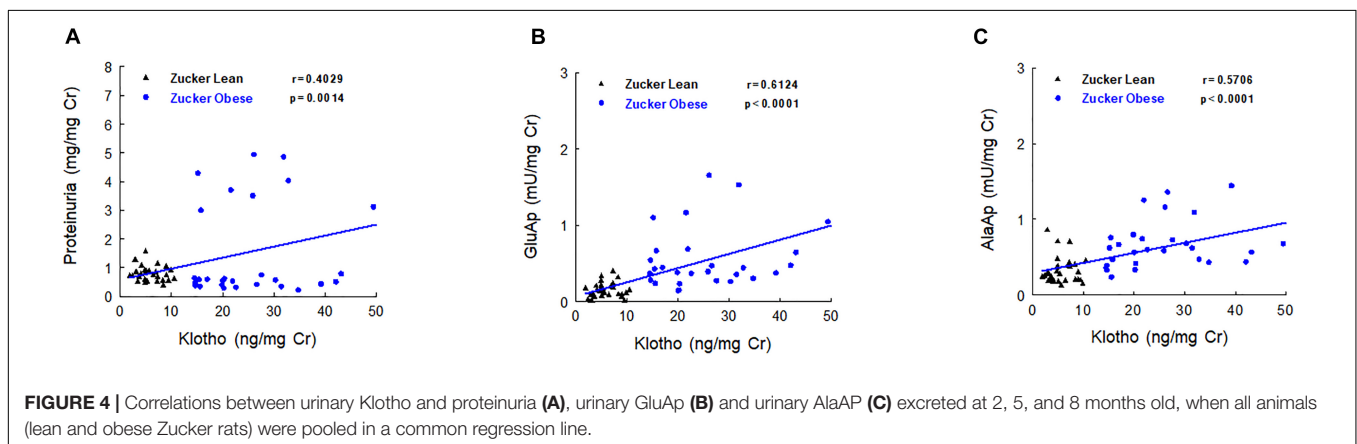 A
Proteinuria (mg/mg Cr)
8
7
6
5
4
3
2
1
0
Zucker Lean r=0.4029
Zucker Obese p=0.0014
0 10 20 30 40 50
Klotho (ng/mg Cr)
B
GluAp (mU/mg Cr)
3
2
1
0
Zucker Lean r=0.6124
Zucker Obese p<0.0001
0 10 20 30 40 50
Klotho (ng/mg Cr)
C
AlaAp (mU/mg Cr)
3
2
1
0
Zucker Lean r=0.5706
Zucker Obese p<0.0001
0 10 20 30 40 50
Klotho (ng/mg Cr)
FIGURE 4 | Correlations between urinary Klotho and proteinuria (A), urinary GluAp (B) and urinary AlaAP (C) excreted at 2, 5, and 8 months old, when all animals
(lean and obese Zucker rats) were pooled in a common regression line.